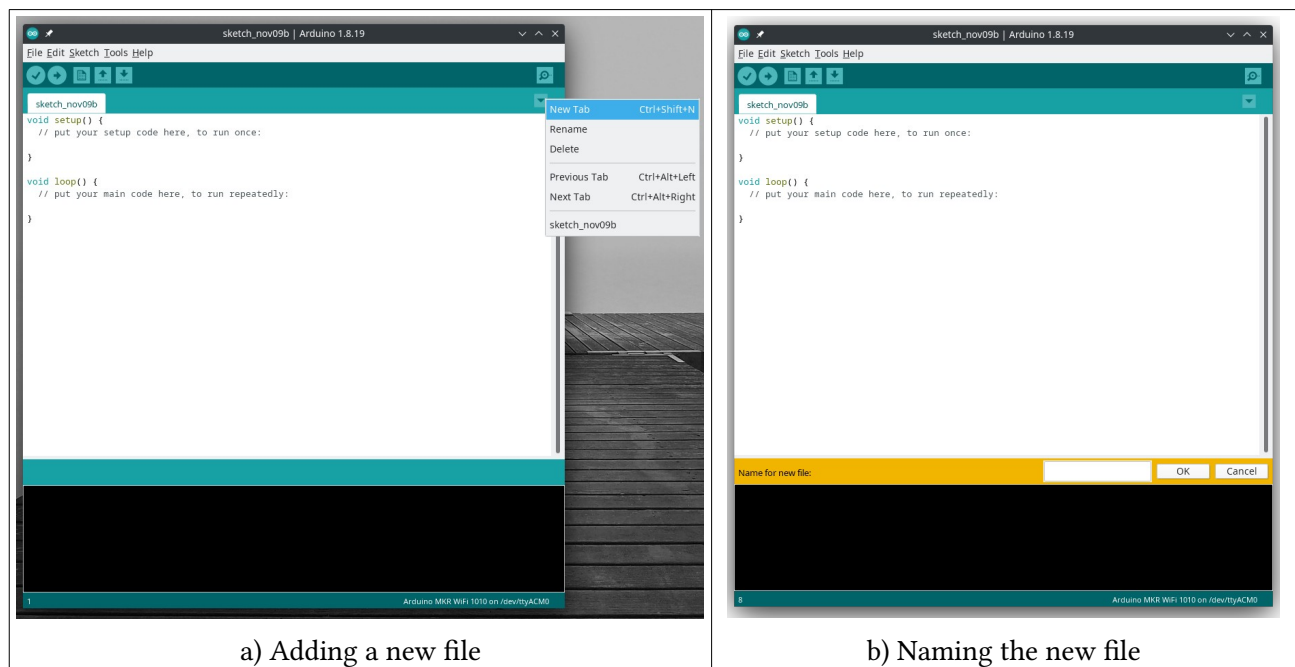 sketch_nov09b | Arduino 1.8.19
File Edit Sketch Tools Help
sketch_nov09b
void setup() {
// put your setup code here, to run once:
}
void loop() {
// put your main code here, to run repeatedly:
}
New Tab Ctrl+Shift+N
Rename
Delete
Previous Tab Ctrl+Alt+Left
Next Tab Ctrl+Alt+Right
sketch_nov09b
1 Arduino MKR WiFi 1010 on /dev/ttyACM0
a) Adding a new file
sketch_nov09b | Arduino 1.8.19
File Edit Sketch Tools Help
sketch_nov09b
void setup() {
// put your setup code here, to run once:
}
void loop() {
// put your main code here, to run repeatedly:
}
Name for new file: OK Cancel
8 Arduino MKR WiFi 1010 on /dev/ttyACM0
b) Naming the new file